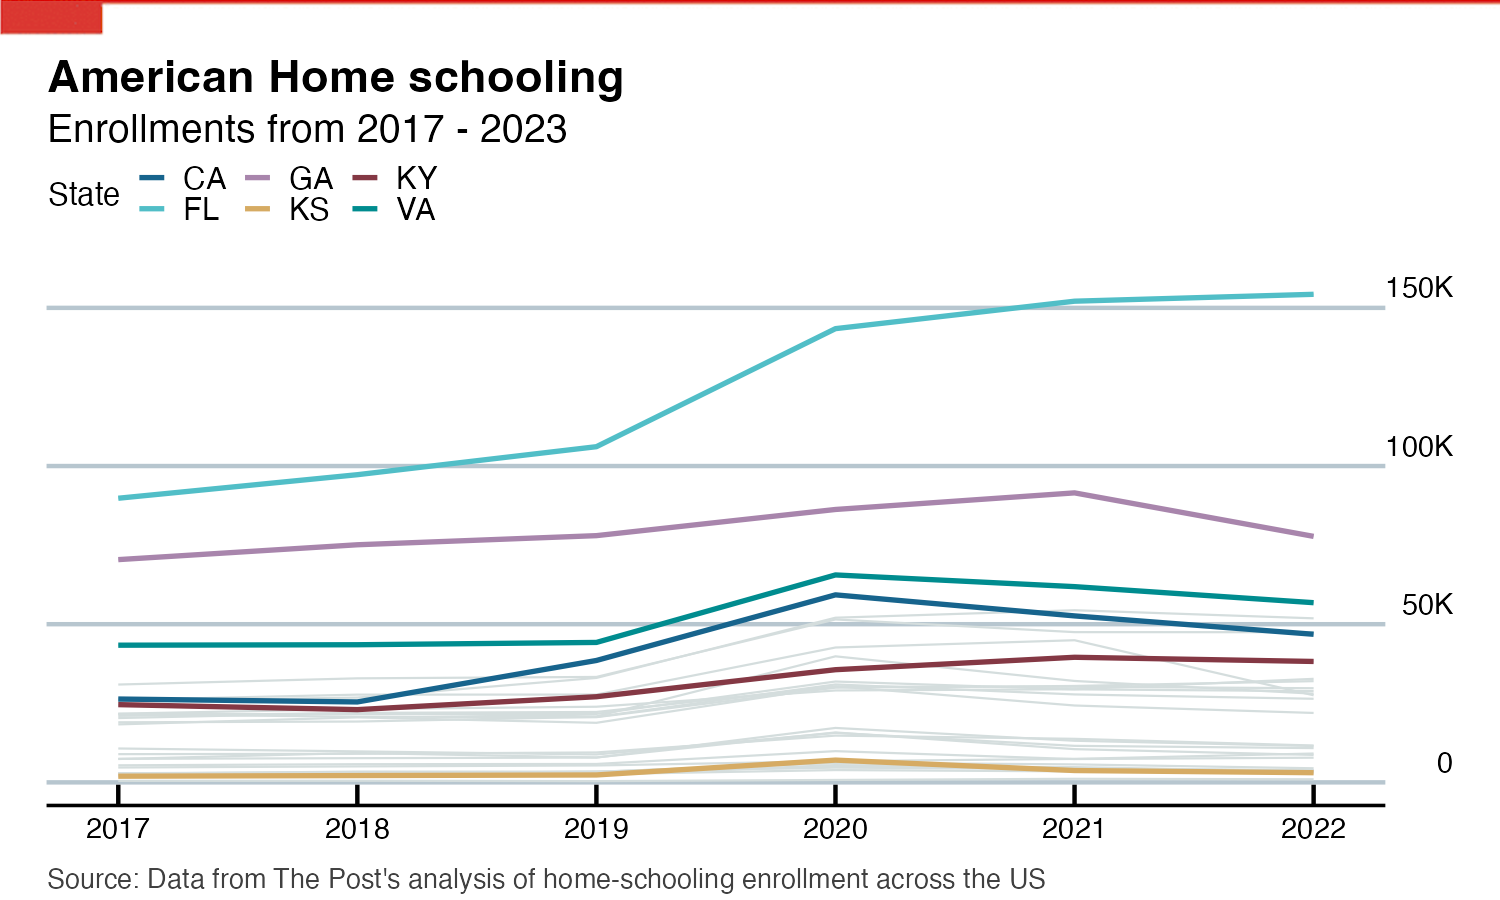 American Home schooling
Enrollments from 2017 - 2023
State
CA GA KY
FL KS VA
150K
100K
50K
0
2017 2018 2019 2020 2021 2022
Source: Data from The Post's analysis of home-schooling enrollment across the US